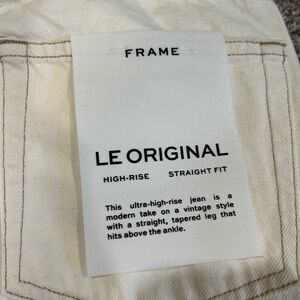 FRAME
LE ORIGINAL
HIGH-RISE STRAIGHT FIT
This ultra-high-rise jean is a
modern take on a vintage style
with a straight, tapered leg that
hits above the ankle.